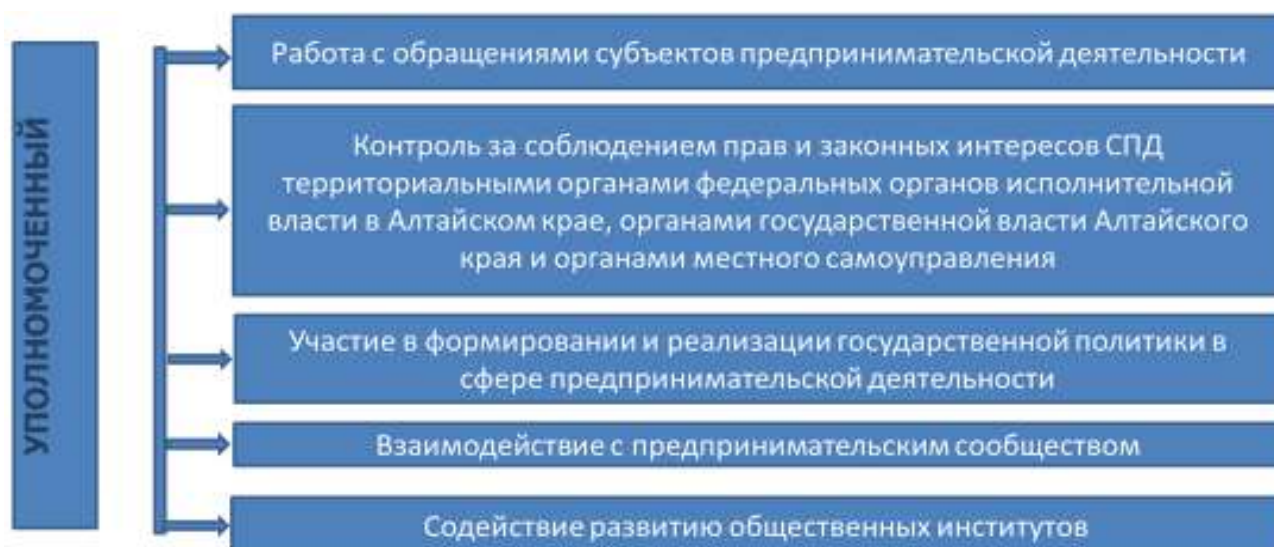 УПОЛНОМОЧЕННЫЙ
Работа с обращениями субъектов предпринимательской деятельности
Контроль за соблюдением прав и законных интересов СПД
территориальными органами федеральных органов исполнительной
власти в Алтайском крае, органами государственной власти Алтайского
края и органами местного самоуправления
Участие в формировании и реализации государственной политики в
сфере предпринимательской деятельности
Взаимодействие с предпринимательским сообществом
Содействие развитию общественных институтов